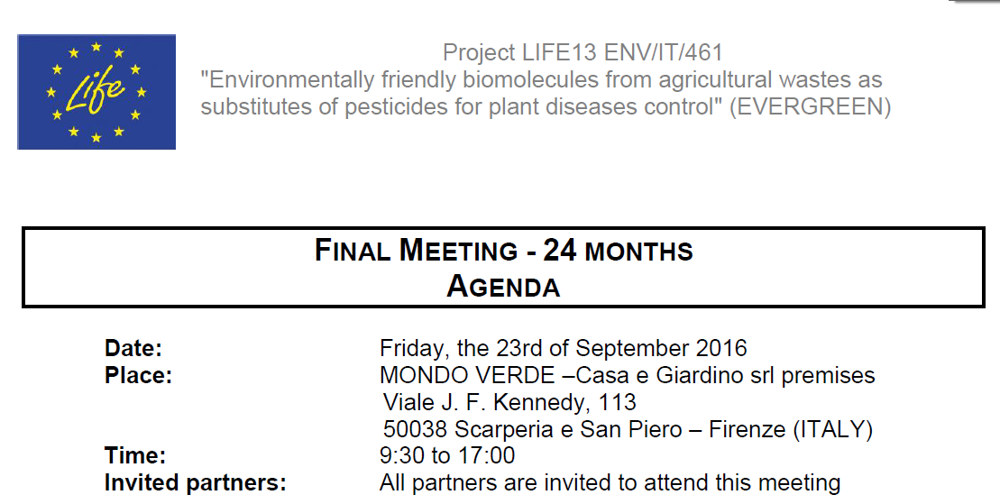 Life
Project LIFE13 ENV/IT/461
"Environmentally friendly biomolecules from agricultural wastes as
substitutes of pesticides for plant diseases control" (EVERGREEN)
FINAL MEETING - 24 MONTHS
AGENDA
Date: Friday, the 23rd of September 2016
Place: MONDO VERDE –Casa e Giardino srl premises
Viale J. F. Kennedy, 113
50038 Scarperia e San Piero – Firenze (ITALY)
Time: 9:30 to 17:00
Invited partners: All partners are invited to attend this meeting